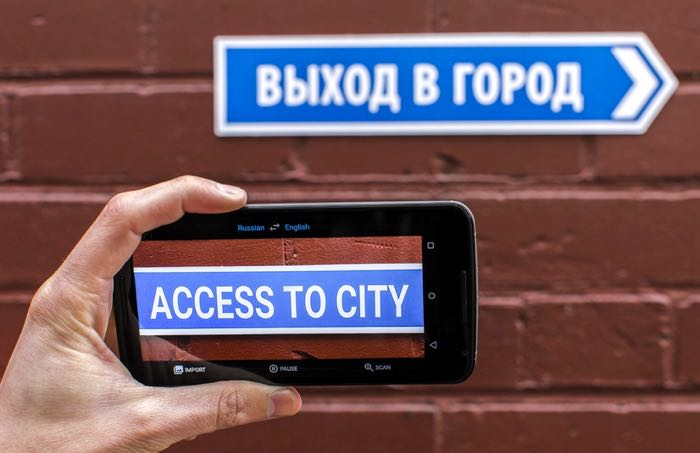 ВЫХОД В ГОРОД
Russian English
ACCESS TO CITY
IMPORT PAUSE SCAN